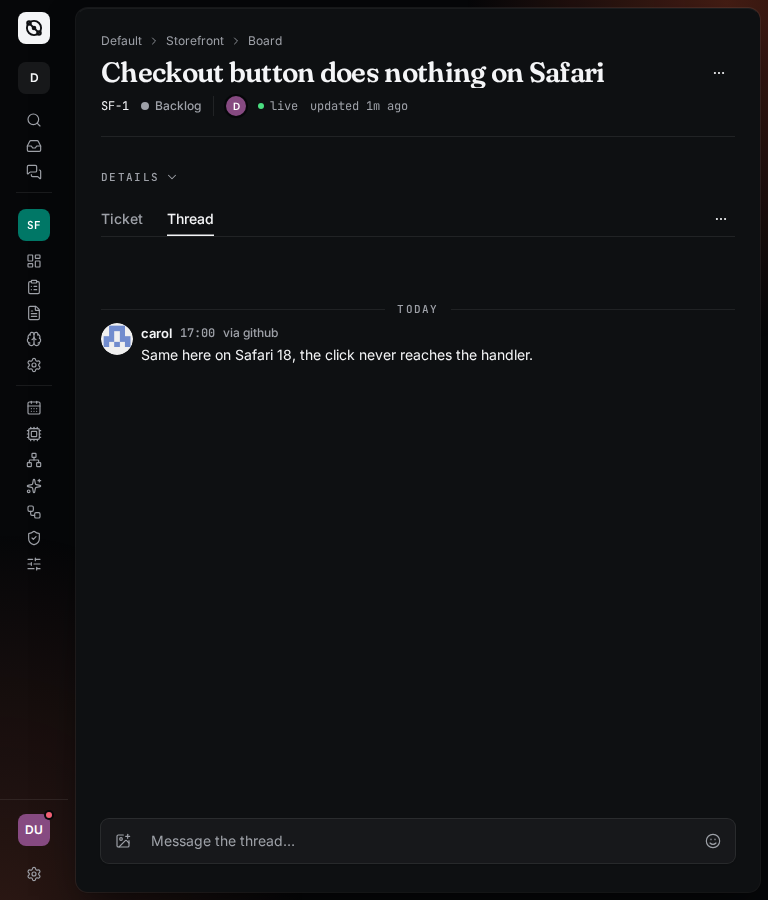 D
SF
DU
Default > Storefront > Board
Checkout button does nothing on Safari
SF-1 Backlog D live updated 1m ago
DETAILS
Ticket Thread
TODAY
carol 17:00 via github
Same here on Safari 18, the click never reaches the handler.
Message the thread...